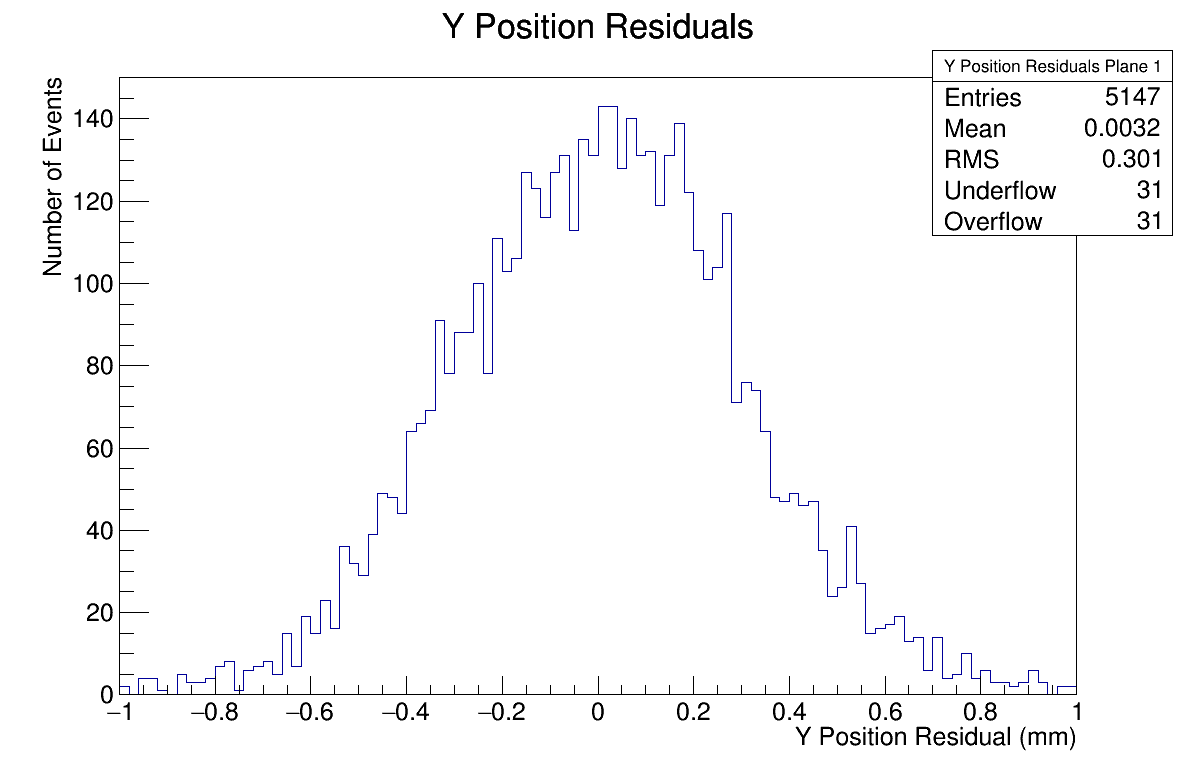 Y Position Residuals
Number of Events
Y Position Residuals Plane 1
Entries 5147
Mean 0.0032
RMS 0.301
Underflow 31
Overflow 31
140
120
100
80
60
40
20
0
−1 −0.8 −0.6 −0.4 −0.2 0 0.2 0.4 0.6 0.8 1
Y Position Residual (mm)